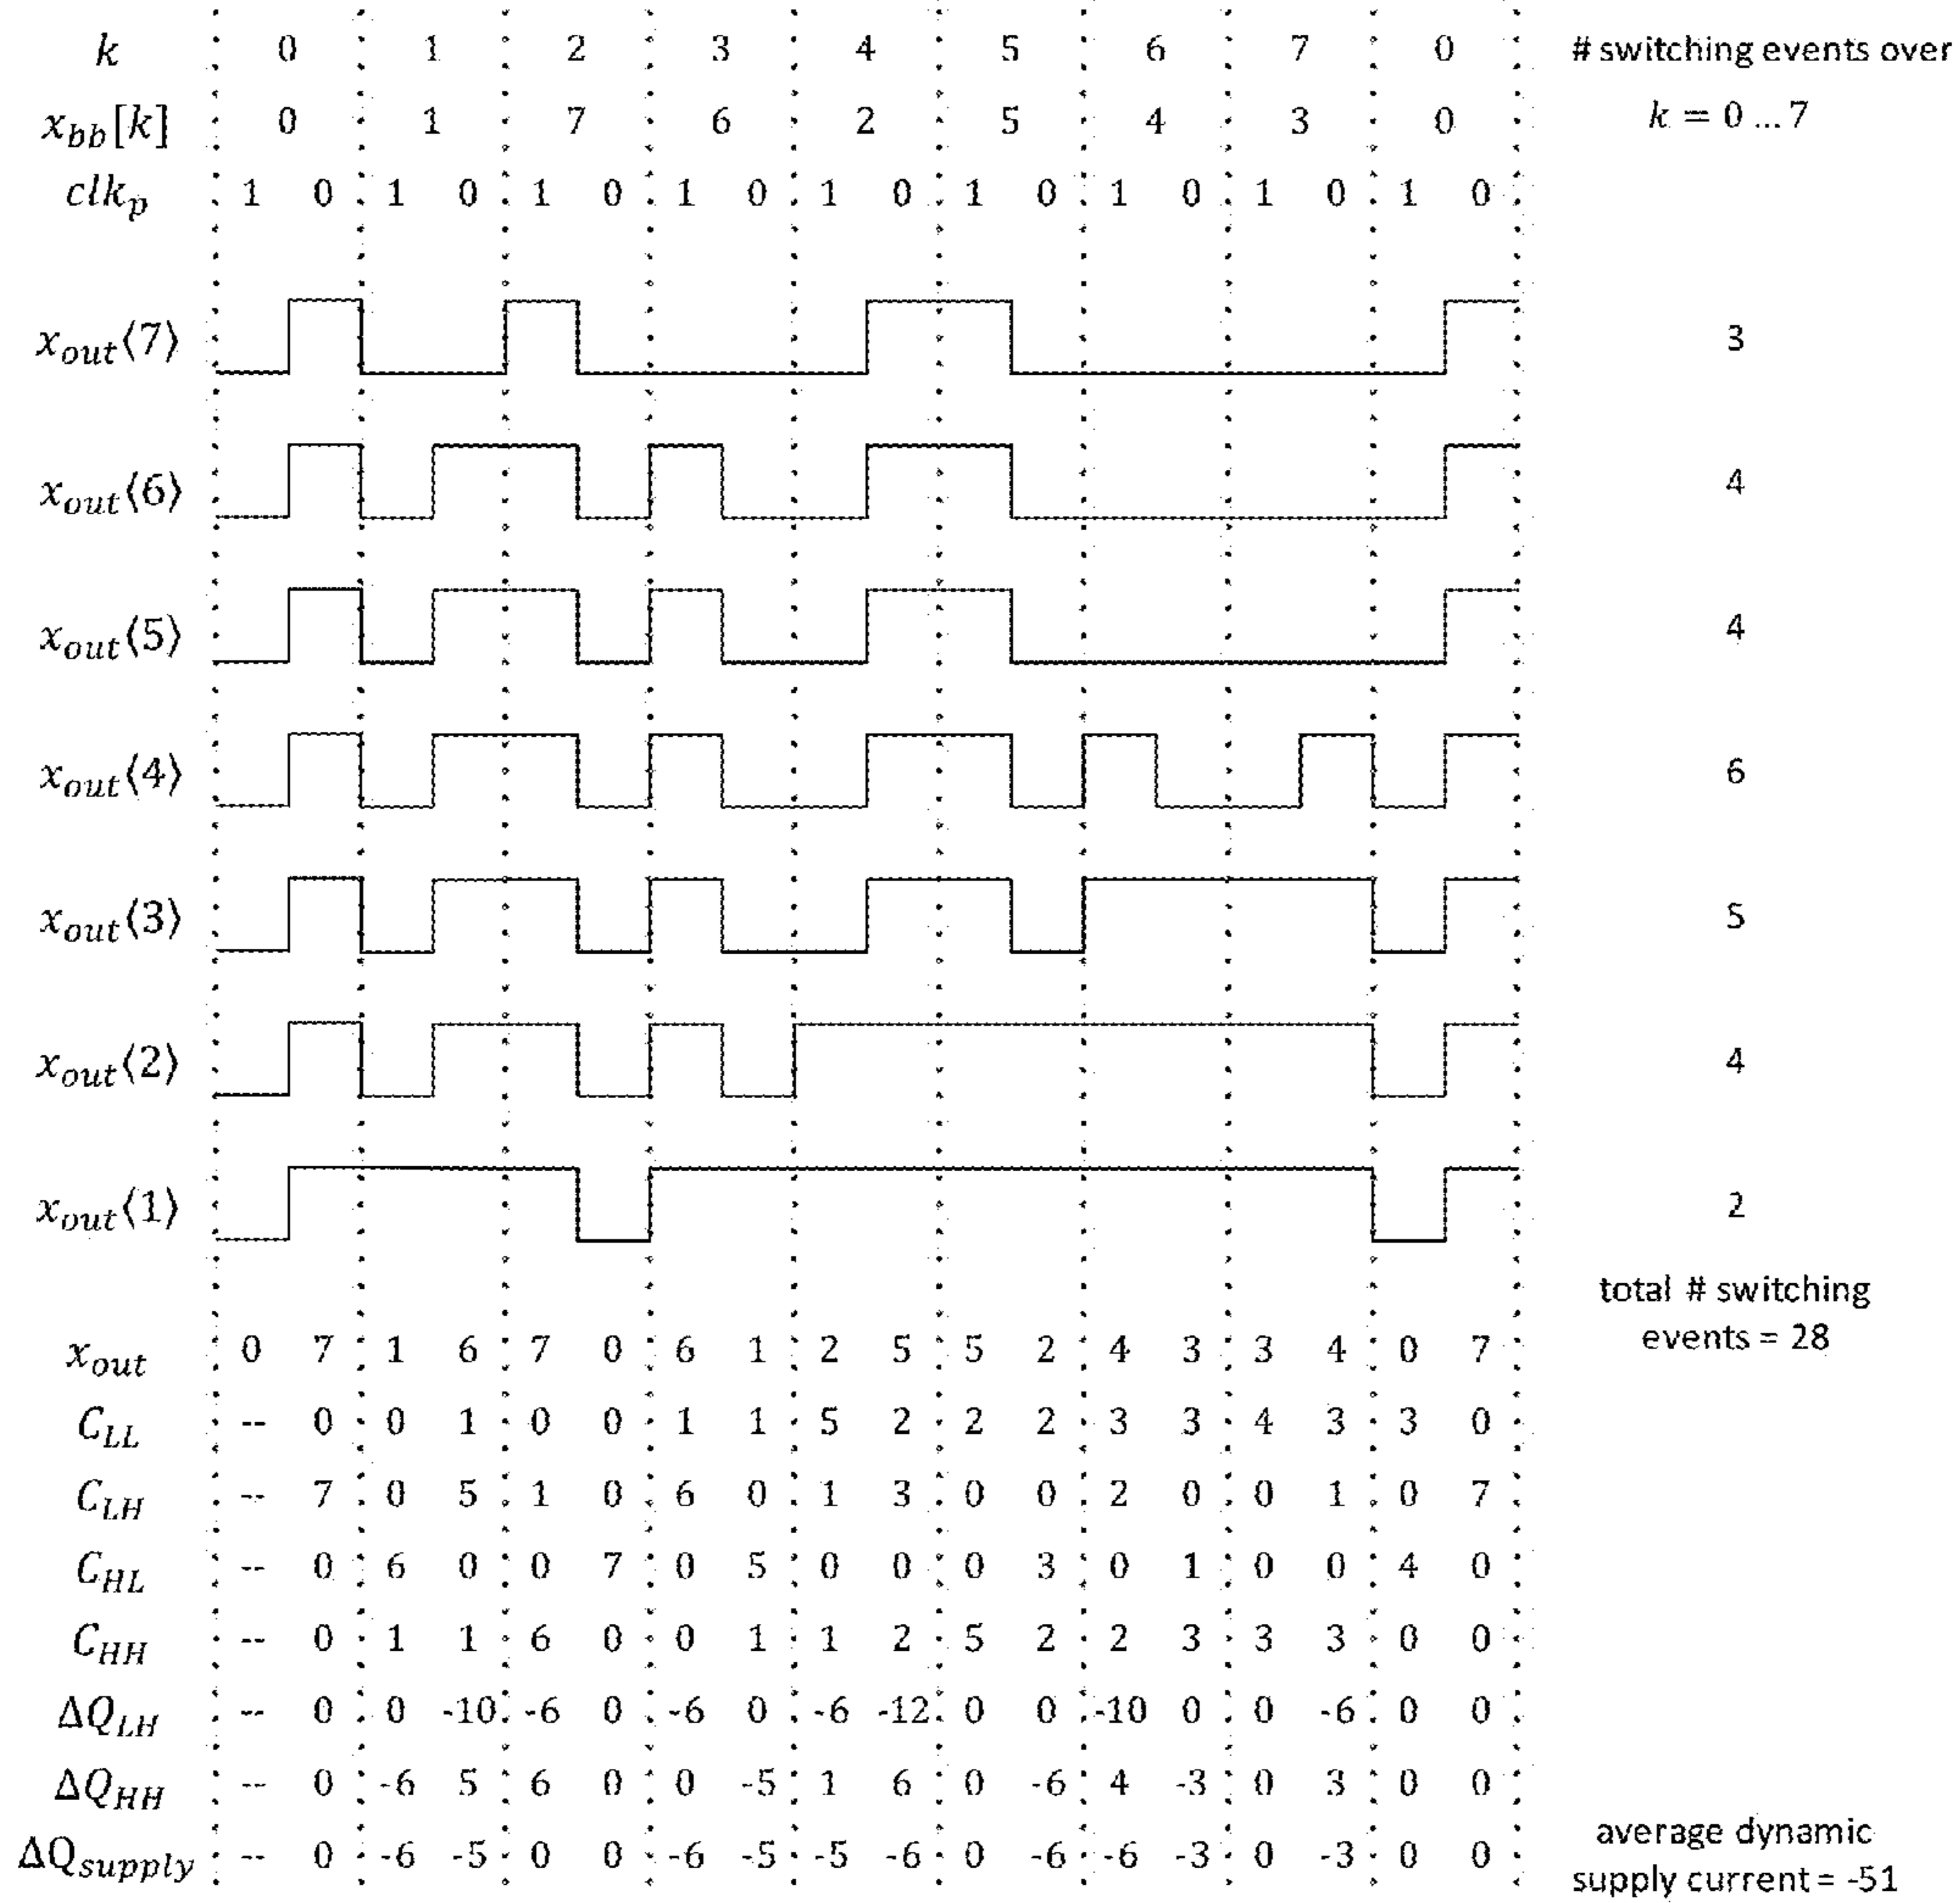 k 0 1 2 3 4 5 6 7 0 # switching events over
x_bb[k] 0 1 7 6 2 5 4 3 0 k = 0 ... 7
clk_p 1 0 1 0 1 0 1 0 1 0 1 0 1 0 1 0 1 0
x_out⟨7⟩ 3
x_out⟨6⟩ 4
x_out⟨5⟩ 4
x_out⟨4⟩ 6
x_out⟨3⟩ 5
x_out⟨2⟩ 4
x_out⟨1⟩ 2
total # switching
events = 28
x_out 0 7 1 6 7 0 6 1 2 5 5 2 4 3 3 4 0 7
C_LL -- 0 0 1 0 0 1 1 5 2 2 2 3 3 4 3 3 0
C_LH -- 7 0 5 1 0 6 0 1 3 0 0 2 0 0 1 0 7
C_HL -- 0 6 0 0 7 0 5 0 0 0 3 0 1 0 0 4 0
C_HH -- 0 1 1 6 0 0 1 1 2 5 2 2 3 3 3 0 0
ΔQ_LH -- 0 0 -10 -6 0 -6 0 -6 -12 0 0 -10 0 0 -6 0 0
ΔQ_HH -- 0 -6 5 6 0 0 -5 1 6 0 -6 4 -3 0 3 0 0
ΔQ_supply -- 0 -6 -5 0 0 -6 -5 -5 -6 0 -6 -6 -3 0 -3 0 0
average dynamic
supply current = -51